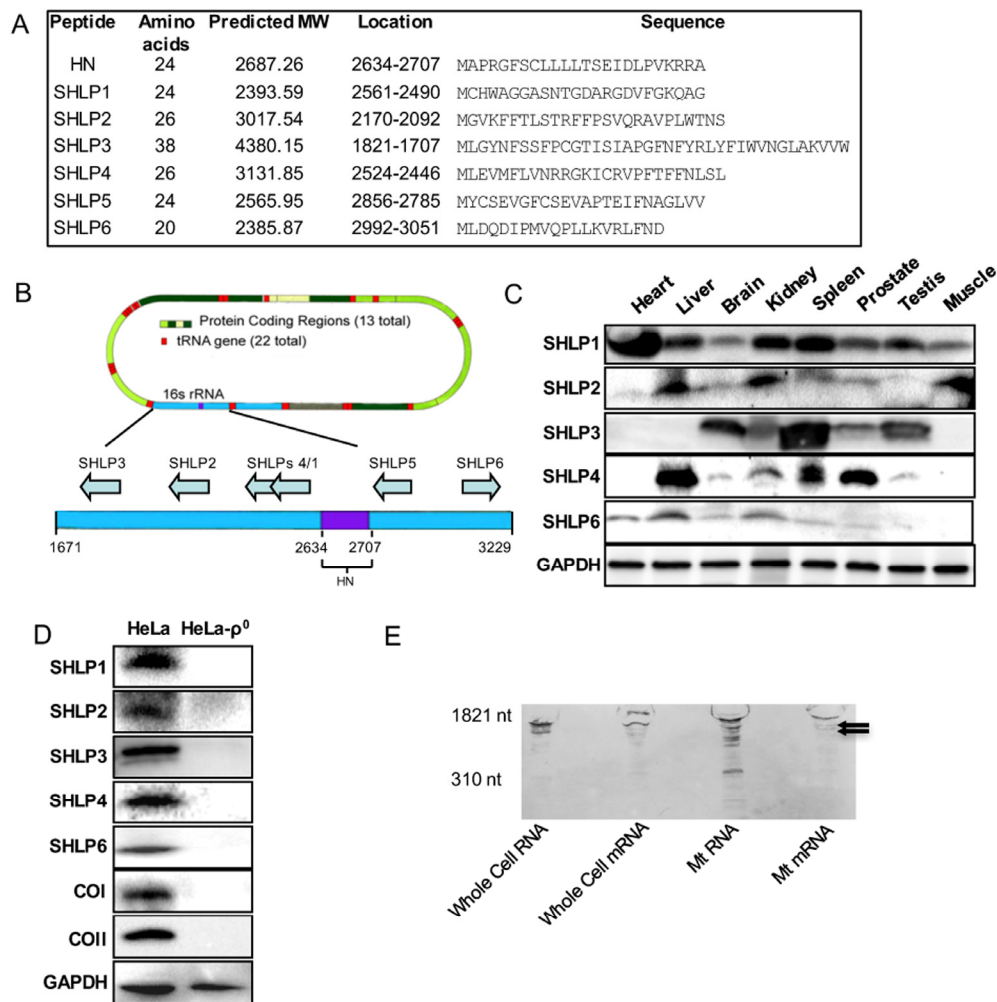 A
Peptide Amino acids Predicted MW Location Sequence
HN 24 2687.26 2634-2707 MAPRGFSCLLLLTSEIDLPVKRRA
SHLP1 24 2393.59 2561-2490 MCHWAGGASNTGDARGDVFGKQAG
SHLP2 26 3017.54 2170-2092 MGVKFFTLSTRFFPSVQRAVPLWTNS
SHLP3 38 4380.15 1821-1707 MLGYNFSSFPCGTISIAPGFNFYRLYFIWVNGLAKVVW
SHLP4 26 3131.85 2524-2446 MLEVMFLVNRRGKICRVPFTFFNLSL
SHLP5 24 2565.95 2856-2785 MYCSEVGFCSEVAPTEIFNAGLVV
SHLP6 20 2385.87 2992-3051 MLDQDIPMVQPLLKVRLFND
B
Protein Coding Regions (13 total)
tRNA gene (22 total)
16s rRNA
SHLP3 SHLP2 SHLPs 4/1 SHLP5 SHLP6
1671 2634 2707 3229
HN
C
Heart Liver Brain Kidney Spleen Prostate Testis Muscle
SHLP1
SHLP2
SHLP3
SHLP4
SHLP6
GAPDH
D
HeLa HeLa-ρ⁰
SHLP1
SHLP2
SHLP3
SHLP4
SHLP6
COI
COII
GAPDH
E
1821 nt
310 nt
Whole Cell RNA Whole Cell mRNA Mt RNA Mt mRNA